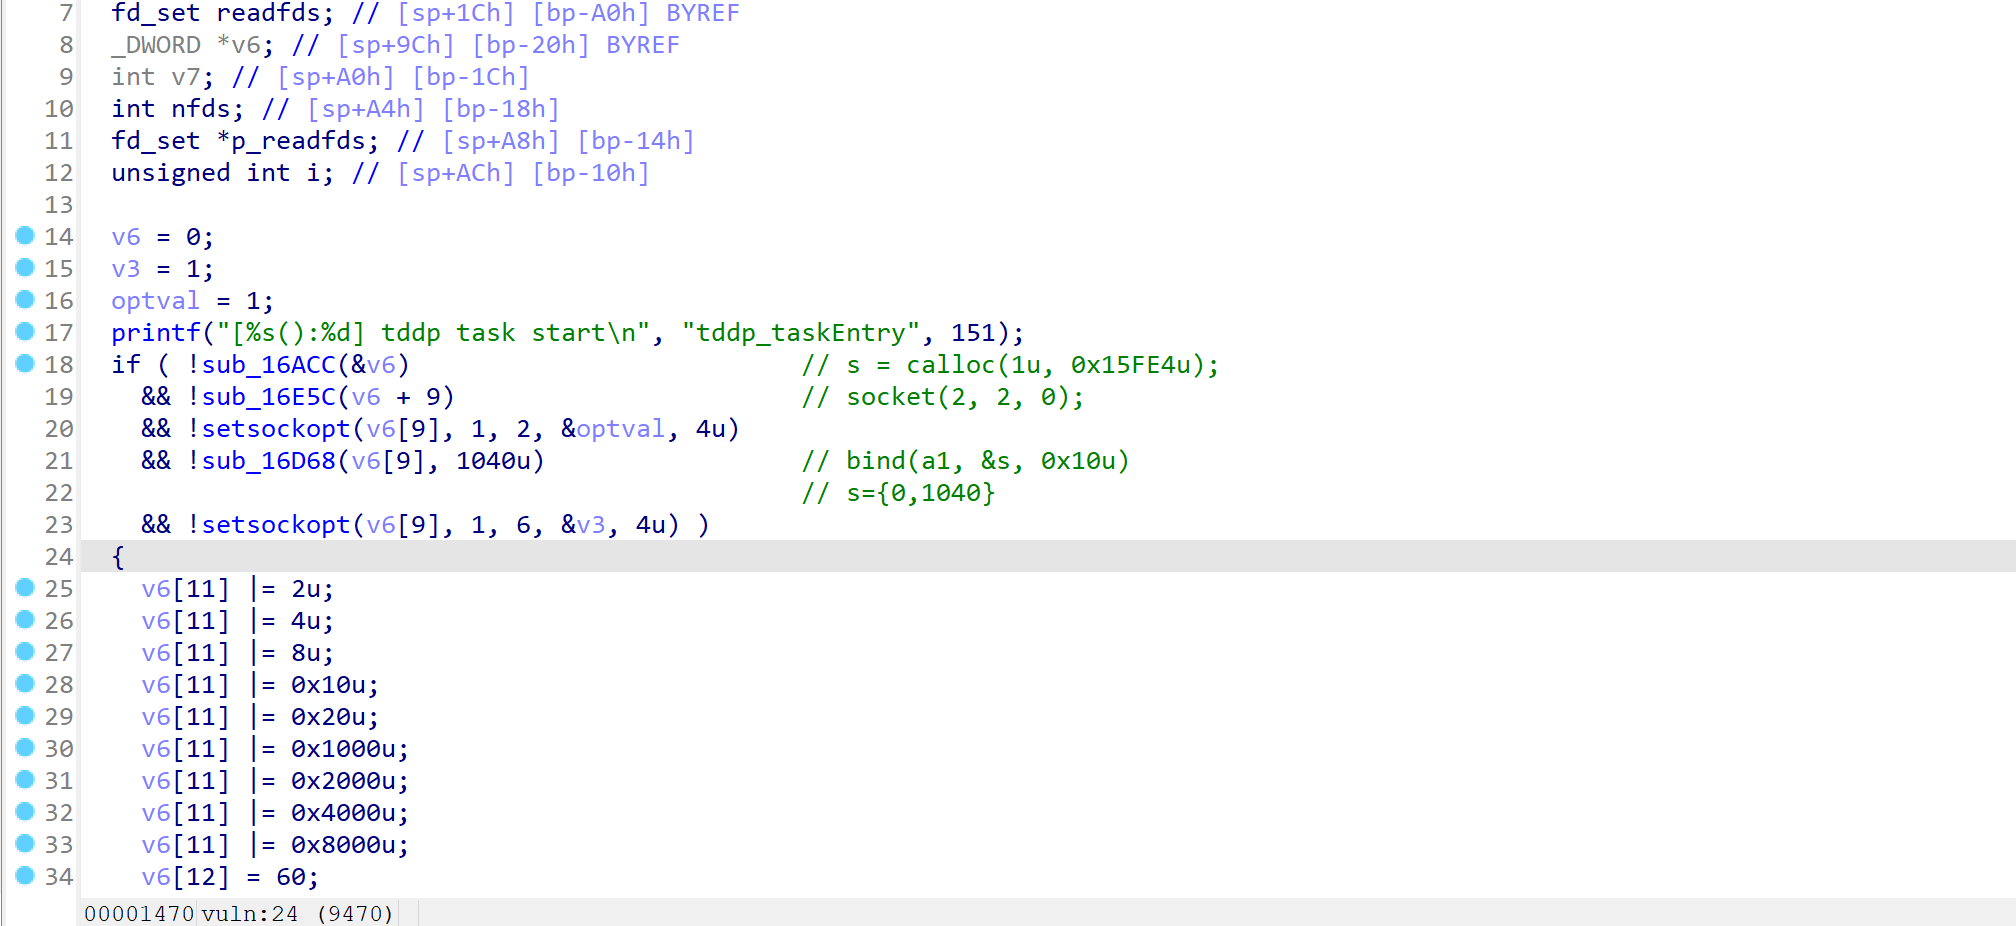 7 fd_set readfds; // [sp+1Ch] [bp-A0h] BYREF
8 _DWORD *v6; // [sp+9Ch] [bp-20h] BYREF
9 int v7; // [sp+A0h] [bp-1Ch]
10 int nfds; // [sp+A4h] [bp-18h]
11 fd_set *p_readfds; // [sp+A8h] [bp-14h]
12 unsigned int i; // [sp+ACh] [bp-10h]
13
14 v6 = 0;
15 v3 = 1;
16 optval = 1;
17 printf("[%s():%d] tddp task start\n", "tddp_taskEntry", 151);
18 if ( !sub_16ACC(&v6) // s = calloc(1u, 0x15FE4u);
19 && !sub_16E5C(v6 + 9) // socket(2, 2, 0);
20 && !setsockopt(v6[9], 1, 2, &optval, 4u)
21 && !sub_16D68(v6[9], 1040u) // bind(a1, &s, 0x10u)
22 // s={0,1040}
23 && !setsockopt(v6[9], 1, 6, &v3, 4u) )
24 {
25 v6[11] |= 2u;
26 v6[11] |= 4u;
27 v6[11] |= 8u;
28 v6[11] |= 0x10u;
29 v6[11] |= 0x20u;
30 v6[11] |= 0x1000u;
31 v6[11] |= 0x2000u;
32 v6[11] |= 0x4000u;
33 v6[11] |= 0x8000u;
34 v6[12] = 60;
00001470 vuln:24 (9470)